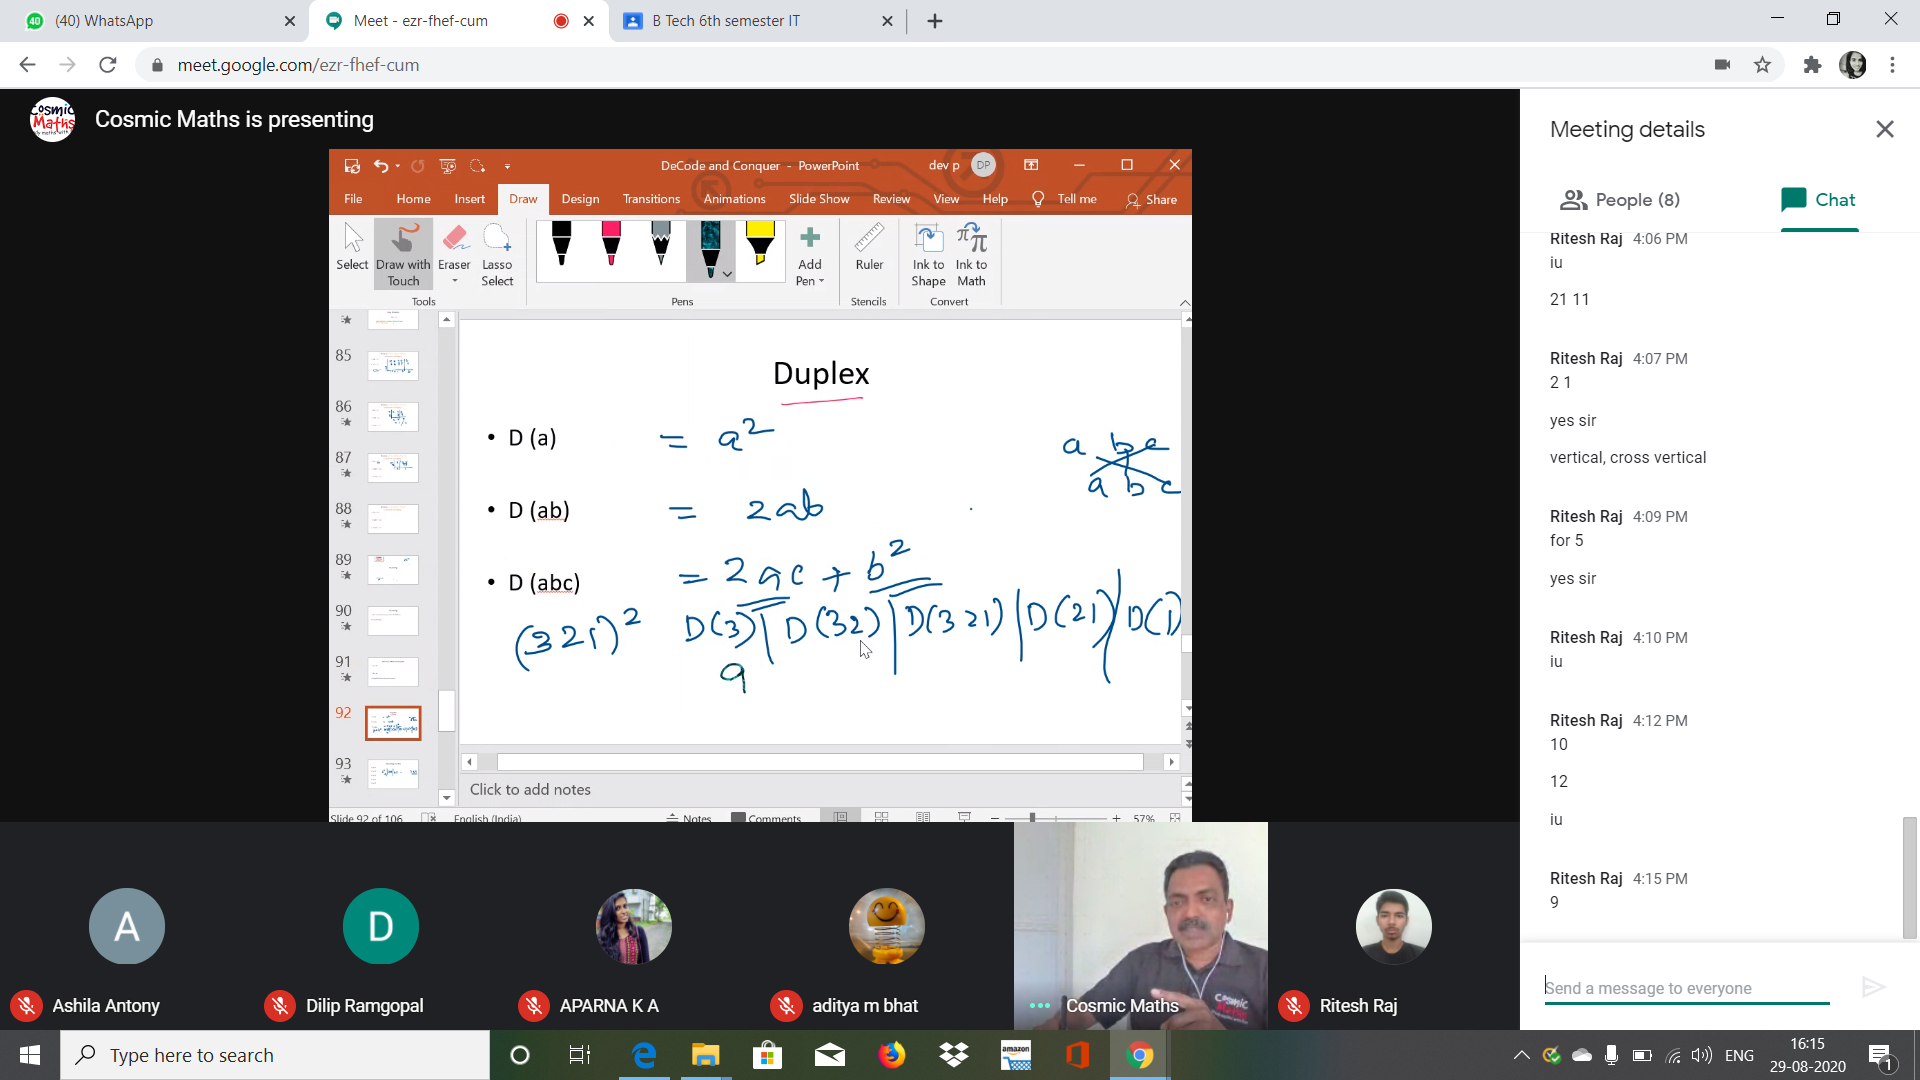 (40) WhatsApp
Meet - ezr-fhef-cum
B Tech 6th semester IT
meet.google.com/ezr-fhef-cum
Cosmic Maths
Cosmic Maths is presenting
DeCode and Conquer - PowerPoint
dev p DP
File Home Insert Draw Design Transitions Animations Slide Show Review View Help Tell me Share
Select
Draw with Touch
Eraser
Lasso Select
Add Pen
Ruler
Ink to Shape
Ink to Math
Tools
Pens
Stencils
Convert
85
86
87
88
89
90
91
92
93
Duplex
• D (a) = a²
a b c
a b c
• D (ab) = 2ab
• D (abc) = 2ac + b²
(321)² D(3) | D(32) | D(321) | D(21) | D(1)
9
Click to add notes
Slide 92 of 106 English (India) Notes Comments 57%
A
Ashila Antony
D
Dilip Ramgopal
APARNA K A
aditya m bhat
Cosmic
Cosmic Maths
Ritesh Raj
Meeting details
People (8)
Chat
Ritesh Raj 4:06 PM
iu
21 11
Ritesh Raj 4:07 PM
2 1
yes sir
vertical, cross vertical
Ritesh Raj 4:09 PM
for 5
yes sir
Ritesh Raj 4:10 PM
iu
Ritesh Raj 4:12 PM
10
12
iu
Ritesh Raj 4:15 PM
9
Send a message to everyone
Type here to search
amazon
ENG
16:15
29-08-2020
1